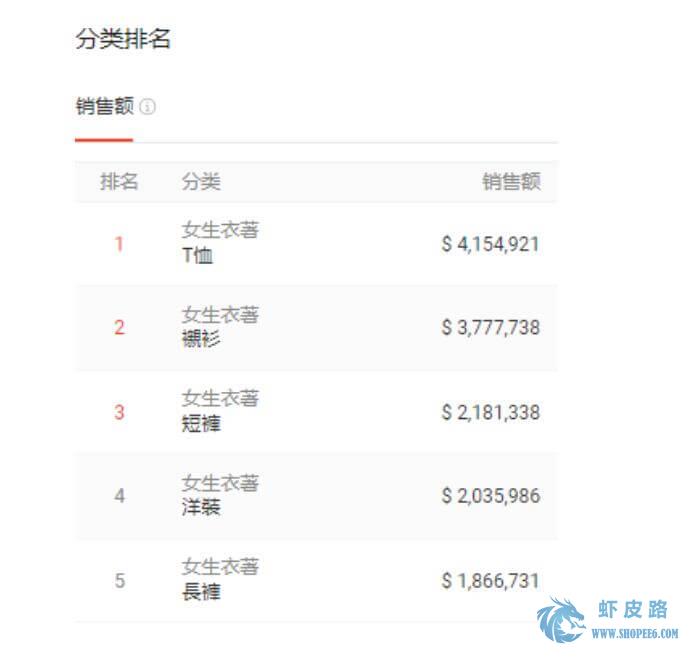 分类排名
销售额
排名 分类 销售额
女生衣著
1 $ 4,154,921
T恤
女生衣著
2 $ 3,777,738
襯衫
女生衣著
3 $ 2,181,338
短褲
女生衣著
4 $ 2,035,986
洋裝
女生衣著
5 $ 1,866,731
長褲
虾皮路
WWW.SHOPEE6.COM